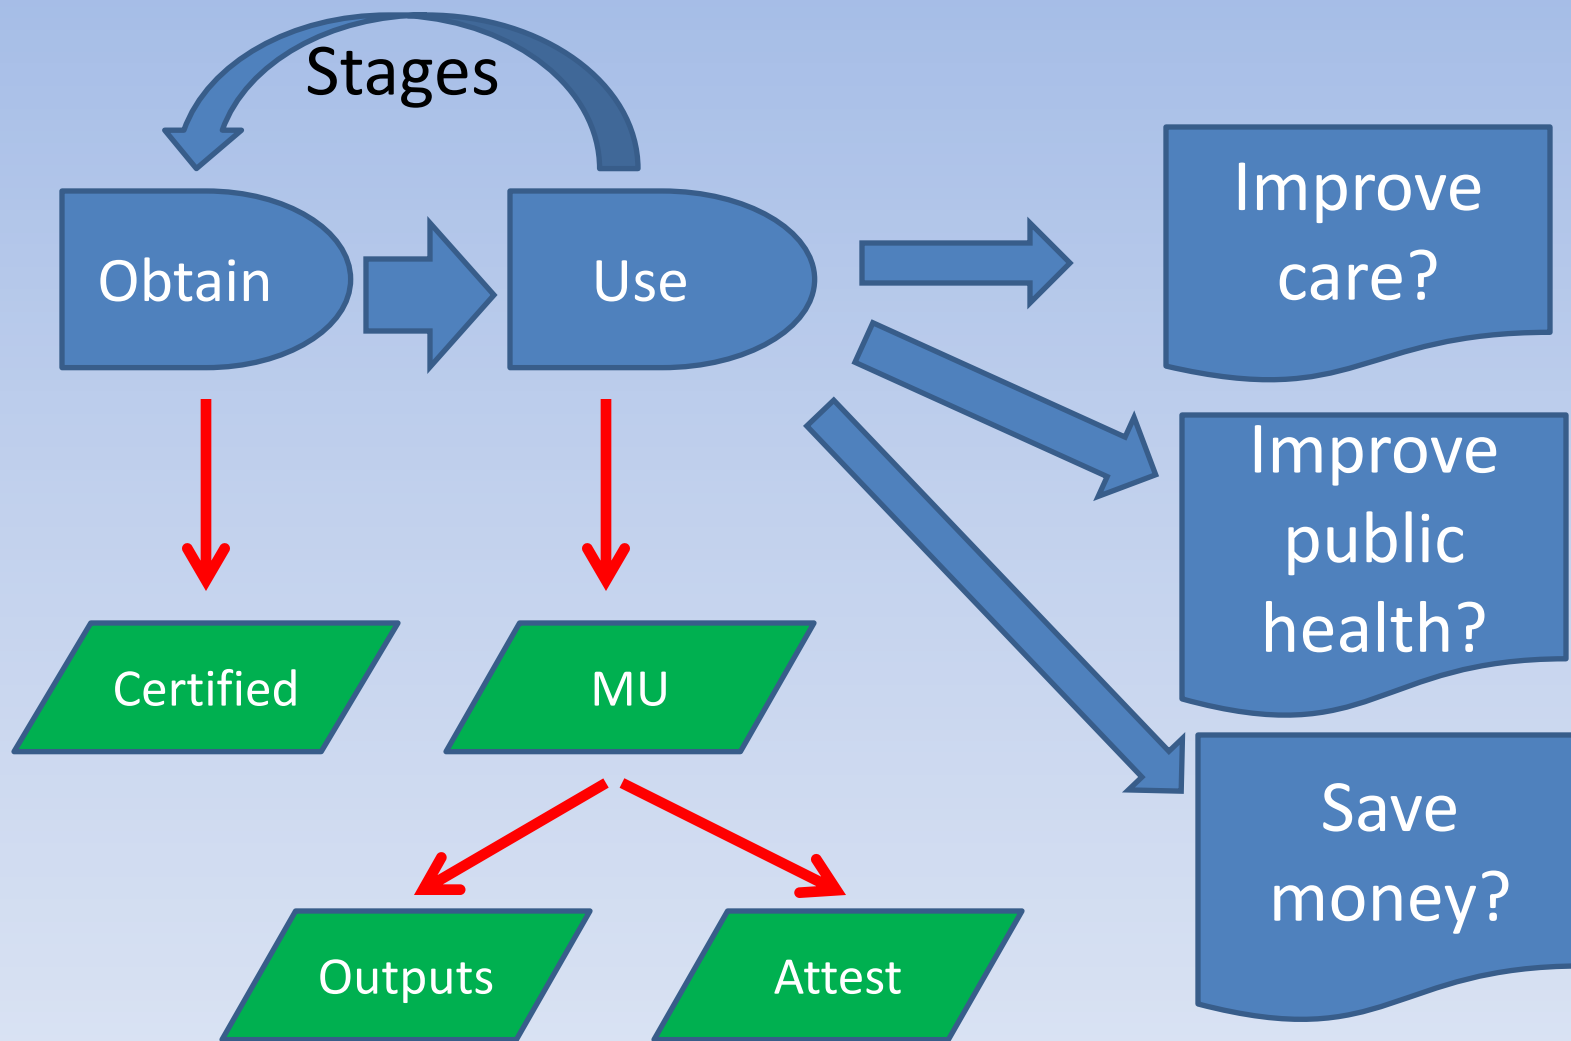 Stages
Obtain
Use
Improve
care?
Improve
public
health?
Certified
MU
Save
money?
Outputs
Attest